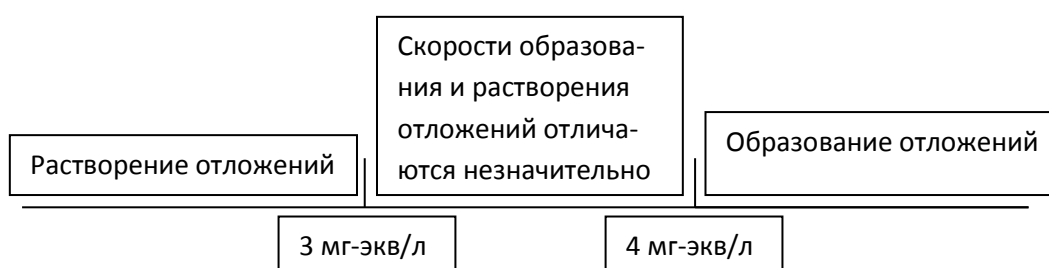 Растворение отложений
Скорости образова-
ния и растворения
отложений отлича-
ются незначительно
Образование отложений
3 мг-экв/л
4 мг-экв/л